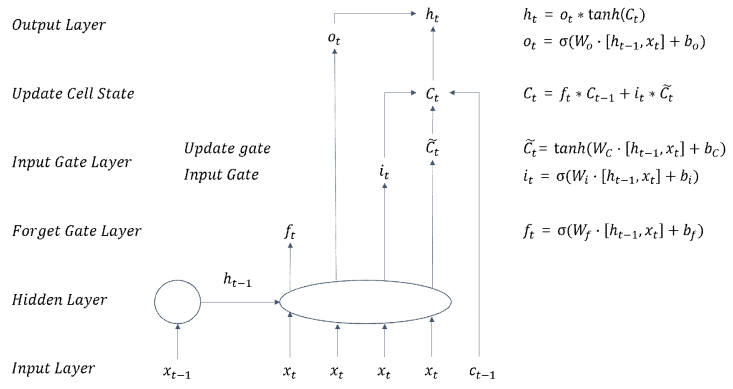 Output Layer
h_t
h_t = o_t * tanh(C_t)
o_t
o_t = σ(W_o · [h_{t-1}, x_t] + b_o)
Update Cell State
C_t
C_t = f_t * C_{t-1} + i_t * C̃_t
Update gate
C̃_t
C̃_t = tanh(W_C · [h_{t-1}, x_t] + b_C)
Input Gate Layer
Input Gate
i_t
i_t = σ(W_i · [h_{t-1}, x_t] + b_i)
Forget Gate Layer
f_t
f_t = σ(W_f · [h_{t-1}, x_t] + b_f)
h_{t-1}
Hidden Layer
Input Layer
x_{t-1}
x_t
x_t
x_t
x_t
c_{t-1}